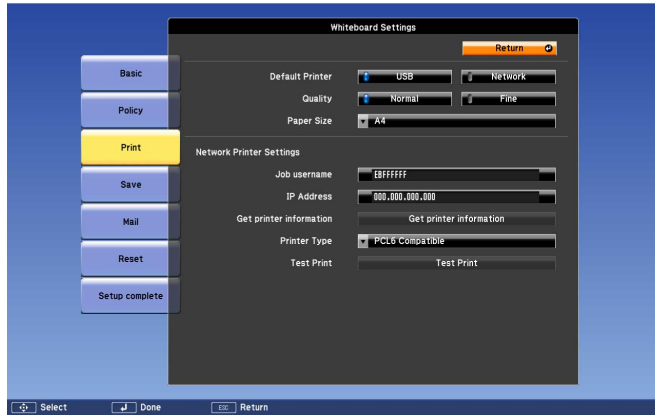 Whiteboard Settings
Return
Basic
Policy
Print
Save
Mail
Reset
Setup complete
Default Printer USB Network
Quality Normal Fine
Paper Size A4
Network Printer Settings
Job username EBFFFFFF
IP Address 000.000.000.000
Get printer information Get printer information
Printer Type PCL6 Compatible
Test Print Test Print
Select Done Esc Return